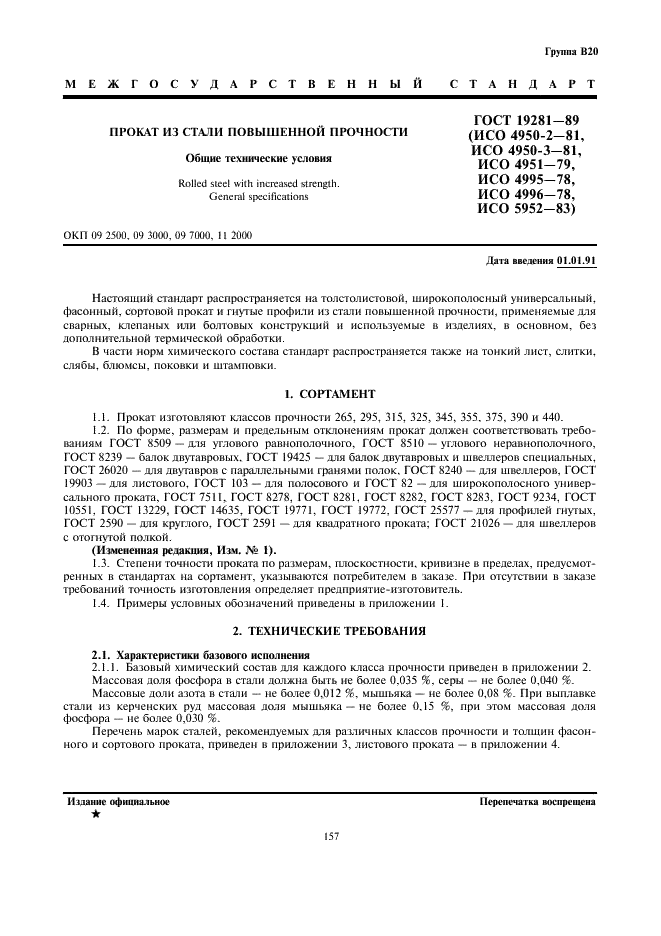 Группа В20
МЕЖГОСУДАРСТВЕННЫЙ СТАНДАРТ
ПРОКАТ ИЗ СТАЛИ ПОВЫШЕННОЙ ПРОЧНОСТИ
Общие технические условия
Rolled steel with increased strength.
General specifications
ГОСТ 19281—89
(ИСО 4950-2—81,
ИСО 4950-3—81,
ИСО 4951—79,
ИСО 4995—78,
ИСО 4996—78,
ИСО 5952—83)
ОКП 09 2500, 09 3000, 09 7000, 11 2000
Дата введения 01.01.91
Настоящий стандарт распространяется на толстолистовой, широкополосный универсальный,
фасонный, сортовой прокат и гнутые профили из стали повышенной прочности, применяемые для
сварных, клепаных или болтовых конструкций и используемые в изделиях, в основном, без
дополнительной термической обработки.
В части норм химического состава стандарт распространяется также на тонкий лист, слитки,
слябы, блюмсы, поковки и штамповки.
1. СОРТАМЕНТ
1.1. Прокат изготовляют классов прочности 265, 295, 315, 325, 345, 355, 375, 390 и 440.
1.2. По форме, размерам и предельным отклонениям прокат должен соответствовать требо-
ваниям ГОСТ 8509 — для углового равнополочного, ГОСТ 8510 — углового неравнополочного,
ГОСТ 8239 — балок двутавровых, ГОСТ 19425 — для балок двутавровых и швеллеров специальных,
ГОСТ 26020 — для двутавров с параллельными гранями полок, ГОСТ 8240 — для швеллеров, ГОСТ
19903 — для листового, ГОСТ 103 — для полосового и ГОСТ 82 — для широкополосного универ-
сального проката, ГОСТ 7511, ГОСТ 8278, ГОСТ 8281, ГОСТ 8282, ГОСТ 8283, ГОСТ 9234, ГОСТ
10551, ГОСТ 13229, ГОСТ 14635, ГОСТ 19771, ГОСТ 19772, ГОСТ 25577 — для профилей гнутых,
ГОСТ 2590 — для круглого, ГОСТ 2591 — для квадратного проката; ГОСТ 21026 — для швеллеров
с отогнутой полкой.
(Измененная редакция, Изм. № 1).
1.3. Степени точности проката по размерам, плоскостности, кривизне в пределах, предусмот-
ренных в стандартах на сортамент, указываются потребителем в заказе. При отсутствии в заказе
требований точность изготовления определяет предприятие-изготовитель.
1.4. Примеры условных обозначений приведены в приложении 1.
2. ТЕХНИЧЕСКИЕ ТРЕБОВАНИЯ
2.1. Характеристики базового исполнения
2.1.1. Базовый химический состав для каждого класса прочности приведен в приложении 2.
Массовая доля фосфора в стали должна быть не более 0,035 %, серы — не более 0,040 %.
Массовые доли азота в стали — не более 0,012 %, мышьяка — не более 0,08 %. При выплавке
стали из керченских руд массовая доля мышьяка — не более 0,15 %, при этом массовая доля
фосфора — не более 0,030 %.
Перечень марок сталей, рекомендуемых для различных классов прочности и толщин фасон-
ного и сортового проката, приведен в приложении 3, листового проката — в приложении 4.
Издание официальное
Перепечатка воспрещена
★
157